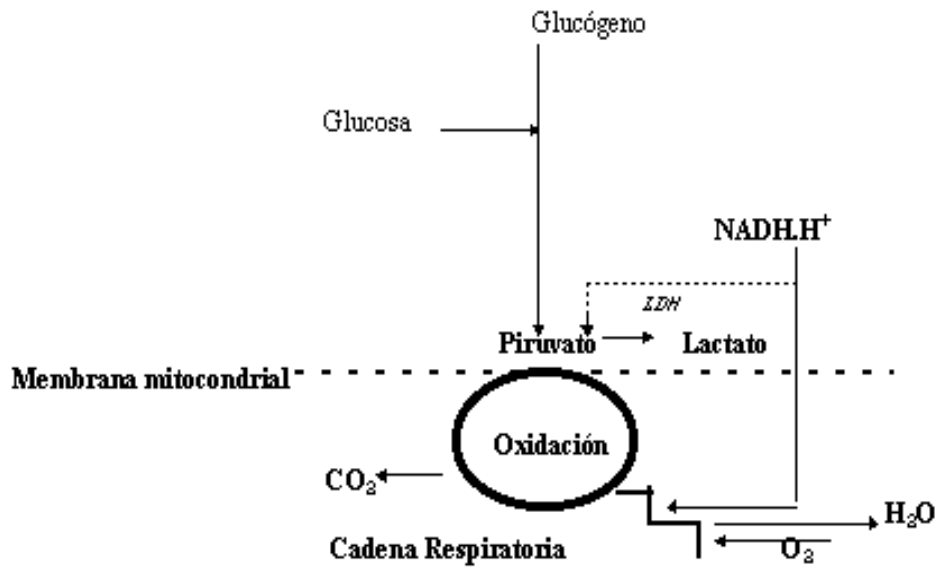 Glucógeno
Glucosa
NADH.H⁺
LDH
Piruvato
Lactato
Membrana mitocondrial
Oxidación
CO₂
H₂O
Cadena Respiratoria
O₂